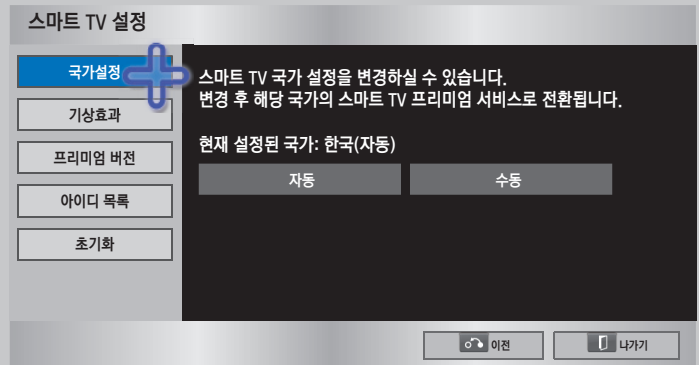 스마트 TV 설정
국가설정
기상효과
프리미엄 버전
아이디 목록
초기화
스마트 TV 국가 설정을 변경하실 수 있습니다.
변경 후 해당 국가의 스마트 TV 프리미엄 서비스로 전환됩니다.
현재 설정된 국가: 한국(자동)
자동 수동
이전 나가기